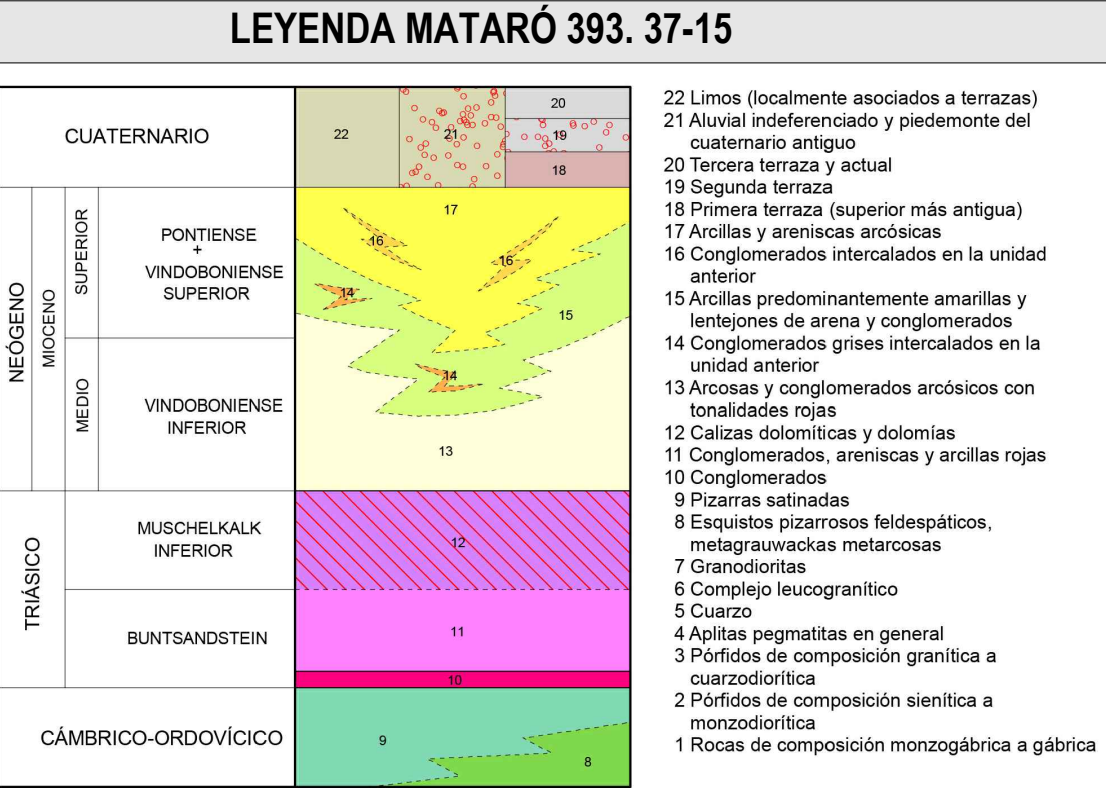 LEYENDA MATARÓ 393. 37-15
CUATERNARIO
22
21
20
19
18
NEÓGENO
MIOCENO
SUPERIOR
PONTIENSE
+
VINDOBONIENSE
SUPERIOR
17
16
16
14
15
MEDIO
VINDOBONIENSE
INFERIOR
14
13
TRIÁSICO
MUSCHELKALK
INFERIOR
12
BUNTSANDSTEIN
11
10
CÁMBRICO-ORDOVÍCICO
9
8
22 Limos (localmente asociados a terrazas)
21 Aluvial indeferenciado y piedemonte del
cuaternario antiguo
20 Tercera terraza y actual
19 Segunda terraza
18 Primera terraza (superior más antigua)
17 Arcillas y areniscas arcósicas
16 Conglomerados intercalados en la unidad
anterior
15 Arcillas predominantemente amarillas y
lentejones de arena y conglomerados
14 Conglomerados grises intercalados en la
unidad anterior
13 Arcosas y conglomerados arcósicos con
tonalidades rojas
12 Calizas dolomíticas y dolomías
11 Conglomerados, areniscas y arcillas rojas
10 Conglomerados
9 Pizarras satinadas
8 Esquistos pizarrosos feldespáticos,
metagrauwackas metarcosas
7 Granodioritas
6 Complejo leucogranítico
5 Cuarzo
4 Aplitas pegmatitas en general
3 Pórfidos de composición granítica a
cuarzodiorítica
2 Pórfidos de composición sienítica a
monzodiorítica
1 Rocas de composición monzogábrica a gábrica